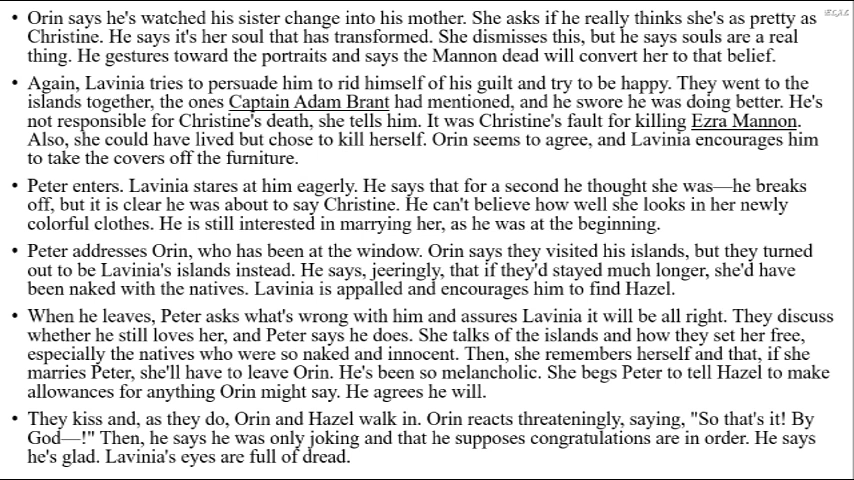 • Orin says he's watched his sister change into his mother. She asks if he really thinks she's as pretty as
Christine. He says it's her soul that has transformed. She dismisses this, but he says souls are a real
thing. He gestures toward the portraits and says the Mannon dead will convert her to that belief.
• Again, Lavinia tries to persuade him to rid himself of his guilt and try to be happy. They went to the
islands together, the ones Captain Adam Brant had mentioned, and he swore he was doing better. He's
not responsible for Christine's death, she tells him. It was Christine's fault for killing Ezra Mannon.
Also, she could have lived but chose to kill herself. Orin seems to agree, and Lavinia encourages him
to take the covers off the furniture.
• Peter enters. Lavinia stares at him eagerly. He says that for a second he thought she was—he breaks
off, but it is clear he was about to say Christine. He can't believe how well she looks in her newly
colorful clothes. He is still interested in marrying her, as he was at the beginning.
• Peter addresses Orin, who has been at the window. Orin says they visited his islands, but they turned
out to be Lavinia's islands instead. He says, jeeringly, that if they'd stayed much longer, she'd have
been naked with the natives. Lavinia is appalled and encourages him to find Hazel.
• When he leaves, Peter asks what's wrong with him and assures Lavinia it will be all right. They discuss
whether he still loves her, and Peter says he does. She talks of the islands and how they set her free,
especially the natives who were so naked and innocent. Then, she remembers herself and that, if she
marries Peter, she'll have to leave Orin. He's been so melancholic. She begs Peter to tell Hazel to make
allowances for anything Orin might say. He agrees he will.
• They kiss and, as they do, Orin and Hazel walk in. Orin reacts threateningly, saying, "So that's it! By
God—!" Then, he says he was only joking and that he supposes congratulations are in order. He says
he's glad. Lavinia's eyes are full of dread.